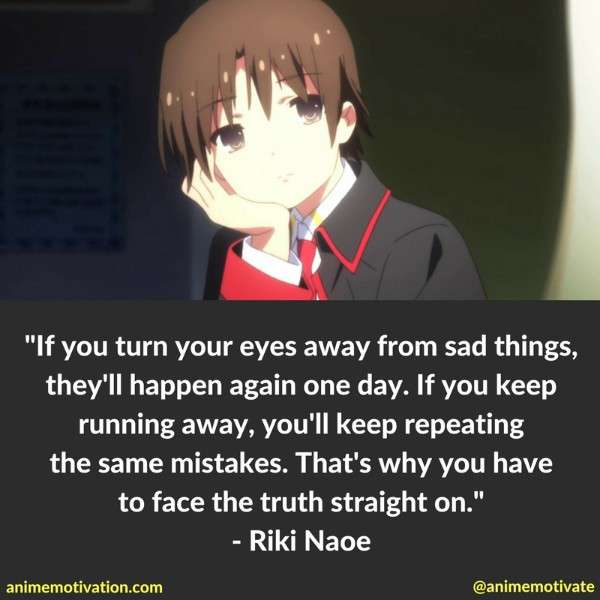 "If you turn your eyes away from sad things,
they'll happen again one day. If you keep
running away, you'll keep repeating
the same mistakes. That's why you have
to face the truth straight on."
- Riki Naoe
animemotivation.com
@animemotivate